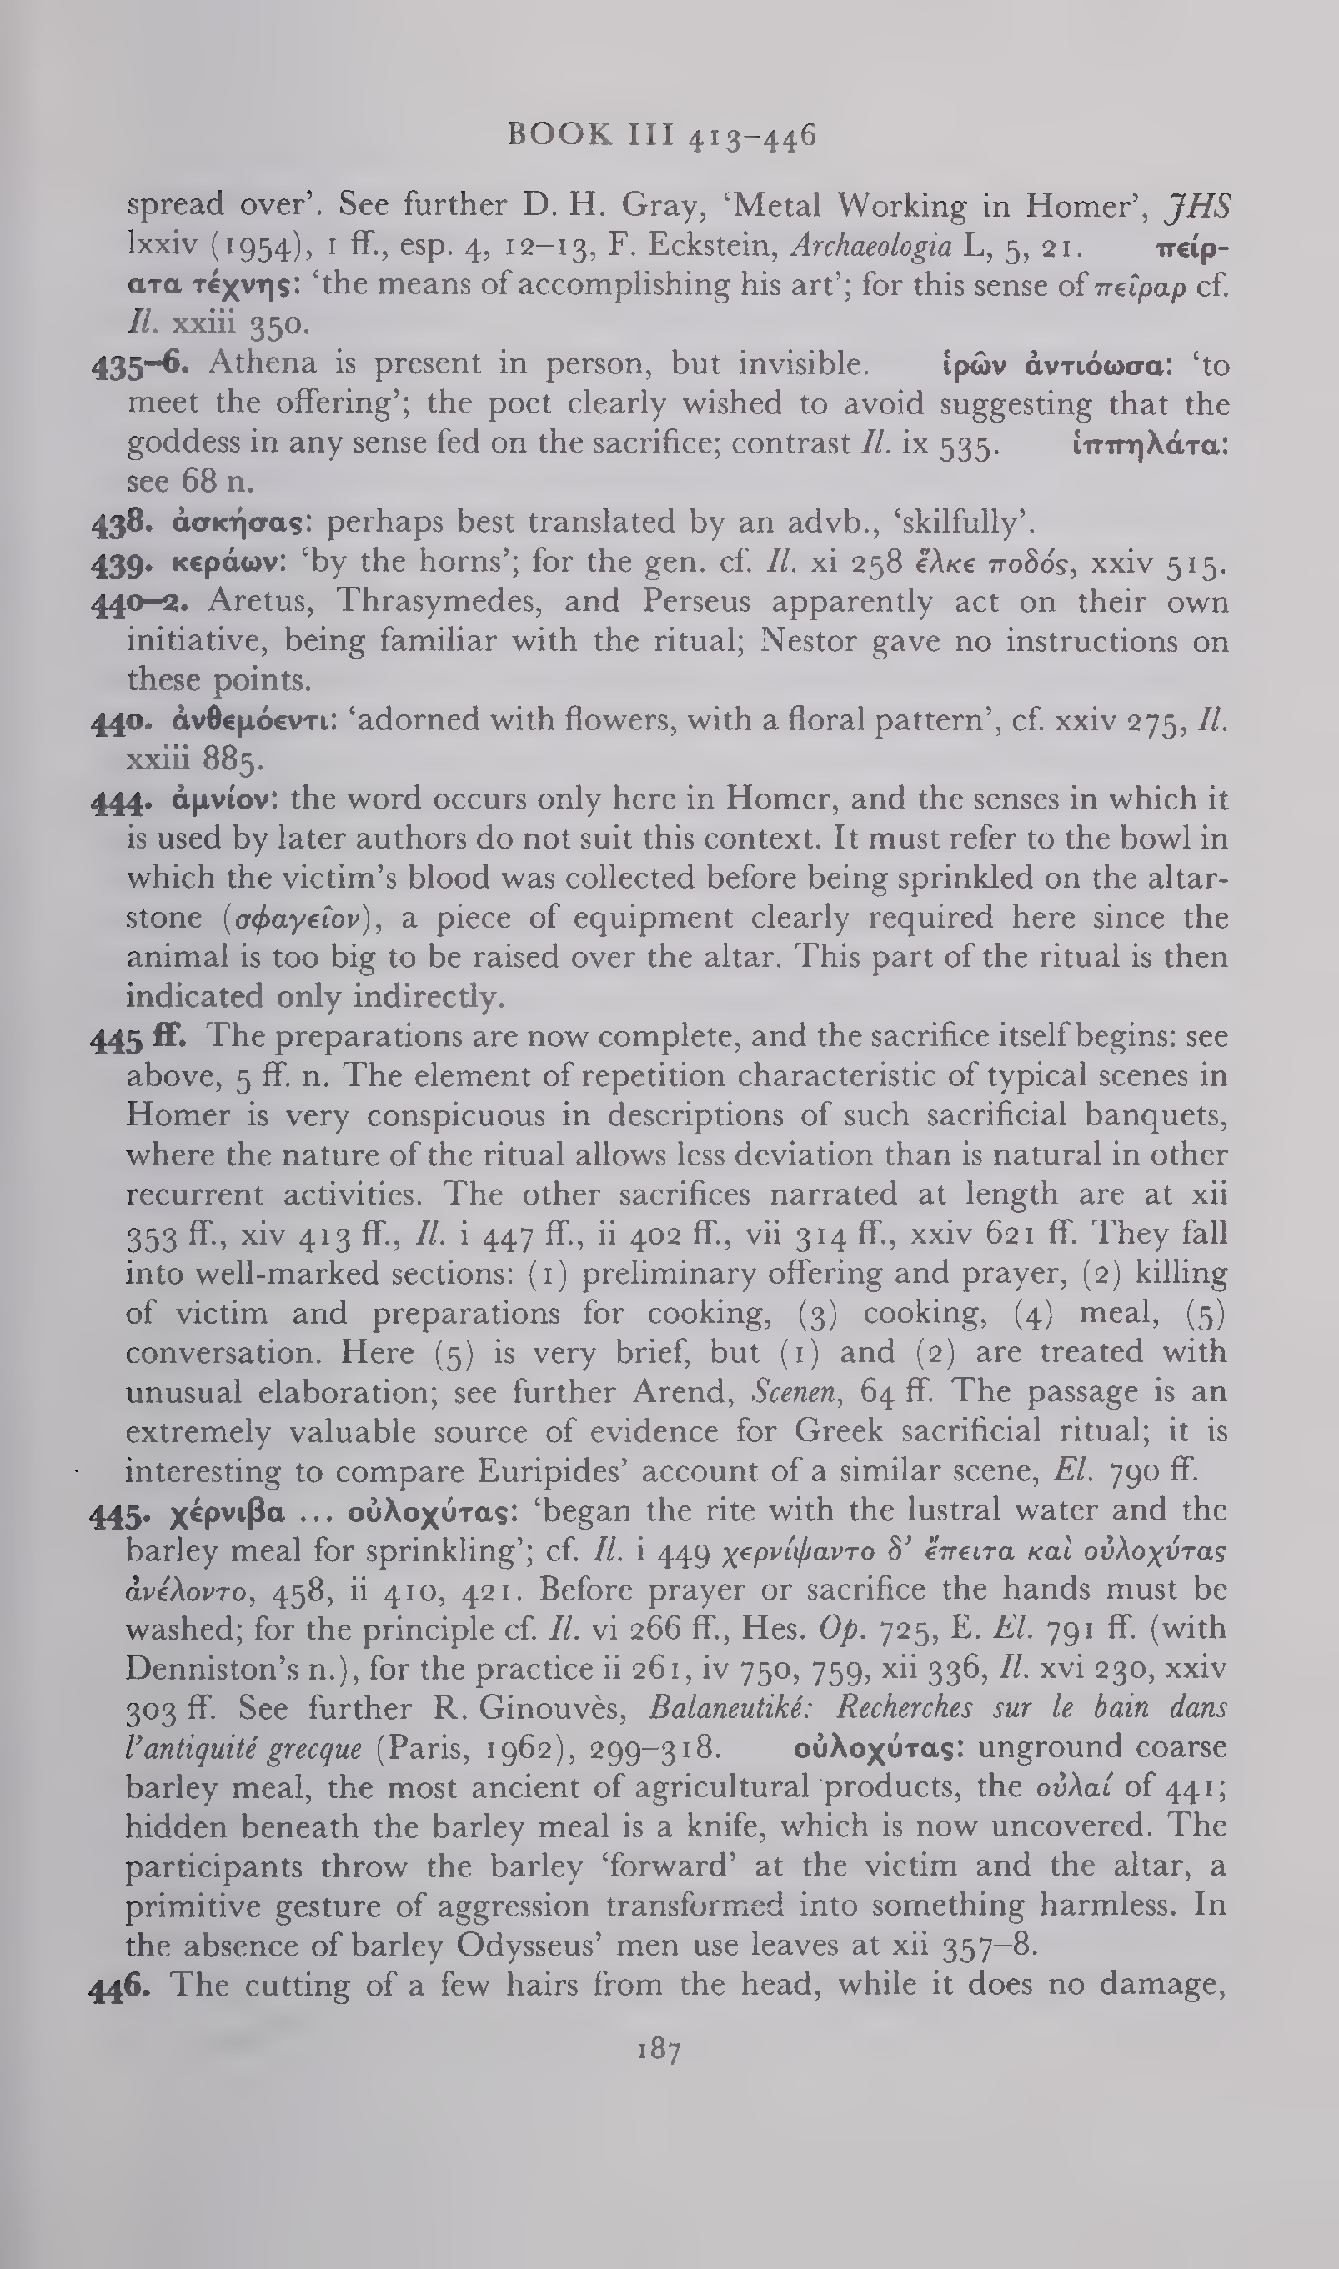 BOOK III 413–446
spread over’. See further D. H. Gray, ‘Metal Working in Homer’, JHS
lxxiv (1954), 1 ff., esp. 4, 12–13, F. Eckstein, Archaeologia L, 5, 21. πείρ-
ατα τέχνης: ‘the means of accomplishing his art’; for this sense of πεῖραρ cf.
Il. xxiii 350.
435–6. Athena is present in person, but invisible. ἱρῶν ἀντιόωσα: ‘to
meet the offering’; the poet clearly wished to avoid suggesting that the
goddess in any sense fed on the sacrifice; contrast Il. ix 535. ἱππηλάτα:
see 68 n.
438. ἀσκήσας: perhaps best translated by an advb., ‘skilfully’.
439. κεράων: ‘by the horns’; for the gen. cf. Il. xi 258 ἕλκε ποδός, xxiv 515.
440–2. Aretus, Thrasymedes, and Perseus apparently act on their own
initiative, being familiar with the ritual; Nestor gave no instructions on
these points.
440. ἀνθεμόεντι: ‘adorned with flowers, with a floral pattern’, cf. xxiv 275, Il.
xxiii 885.
444. ἀμνίον: the word occurs only here in Homer, and the senses in which it
is used by later authors do not suit this context. It must refer to the bowl in
which the victim’s blood was collected before being sprinkled on the altar-
stone (σφαγεῖον), a piece of equipment clearly required here since the
animal is too big to be raised over the altar. This part of the ritual is then
indicated only indirectly.
445 ff. The preparations are now complete, and the sacrifice itself begins: see
above, 5 ff. n. The element of repetition characteristic of typical scenes in
Homer is very conspicuous in descriptions of such sacrificial banquets,
where the nature of the ritual allows less deviation than is natural in other
recurrent activities. The other sacrifices narrated at length are at xii
353 ff., xiv 413 ff., Il. i 447 ff., ii 402 ff., vii 314 ff., xxiv 621 ff. They fall
into well-marked sections: (1) preliminary offering and prayer, (2) killing
of victim and preparations for cooking, (3) cooking, (4) meal, (5)
conversation. Here (5) is very brief, but (1) and (2) are treated with
unusual elaboration; see further Arend, Scenen, 64 ff. The passage is an
extremely valuable source of evidence for Greek sacrificial ritual; it is
interesting to compare Euripides’ account of a similar scene, El. 790 ff.
445. χέρνιβα ... οὐλοχύτας: ‘began the rite with the lustral water and the
barley meal for sprinkling’; cf. Il. i 449 χερνίψαντο δ’ ἔπειτα καὶ οὐλοχύτας
ἀνέλοντο, 458, ii 410, 421. Before prayer or sacrifice the hands must be
washed; for the principle cf. Il. vi 266 ff., Hes. Op. 725, E. El. 791 ff. (with
Denniston’s n.), for the practice ii 261, iv 750, 759, xii 336, Il. xvi 230, xxiv
303 ff. See further R. Ginouvès, Balaneutiké: Recherches sur le bain dans
l’antiquité grecque (Paris, 1962), 299–318. οὐλοχύτας: unground coarse
barley meal, the most ancient of agricultural products, the οὐλαί of 441;
hidden beneath the barley meal is a knife, which is now uncovered. The
participants throw the barley ‘forward’ at the victim and the altar, a
primitive gesture of aggression transformed into something harmless. In
the absence of barley Odysseus’ men use leaves at xii 357–8.
446. The cutting of a few hairs from the head, while it does no damage,
187